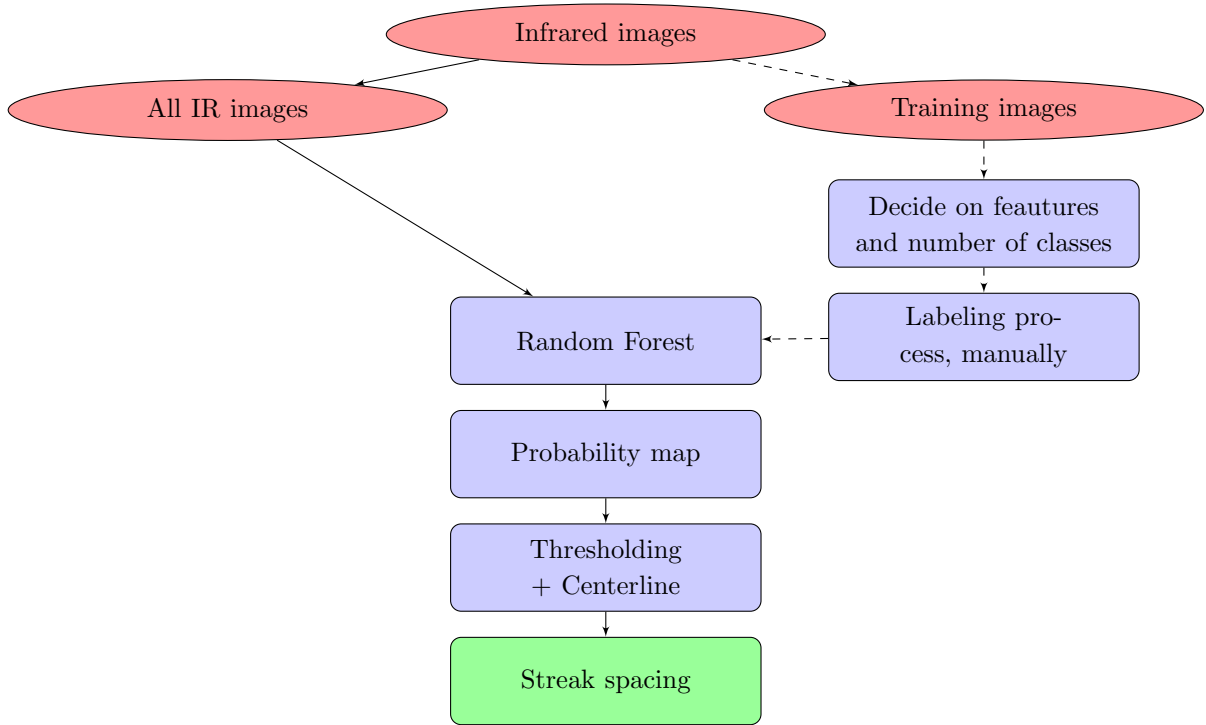 Infrared images
All IR images
Training images
Decide on feautures
and number of classes
Labeling pro-
cess, manually
Random Forest
Probability map
Thresholding
+ Centerline
Streak spacing